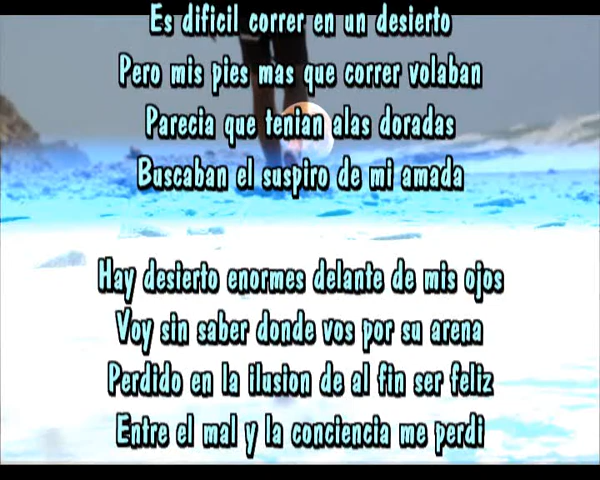 Es dificil correr en un desierto
Pero mis pies mas que correr volaban
Parecia que tenian alas doradas
Buscaban el suspiro de mi amada
Hay desierto enormes delante de mis ojos
Voy sin saber donde vos por su arena
Perdido en la ilusion de al fin ser feliz
Entre el mal y la conciencia me perdi